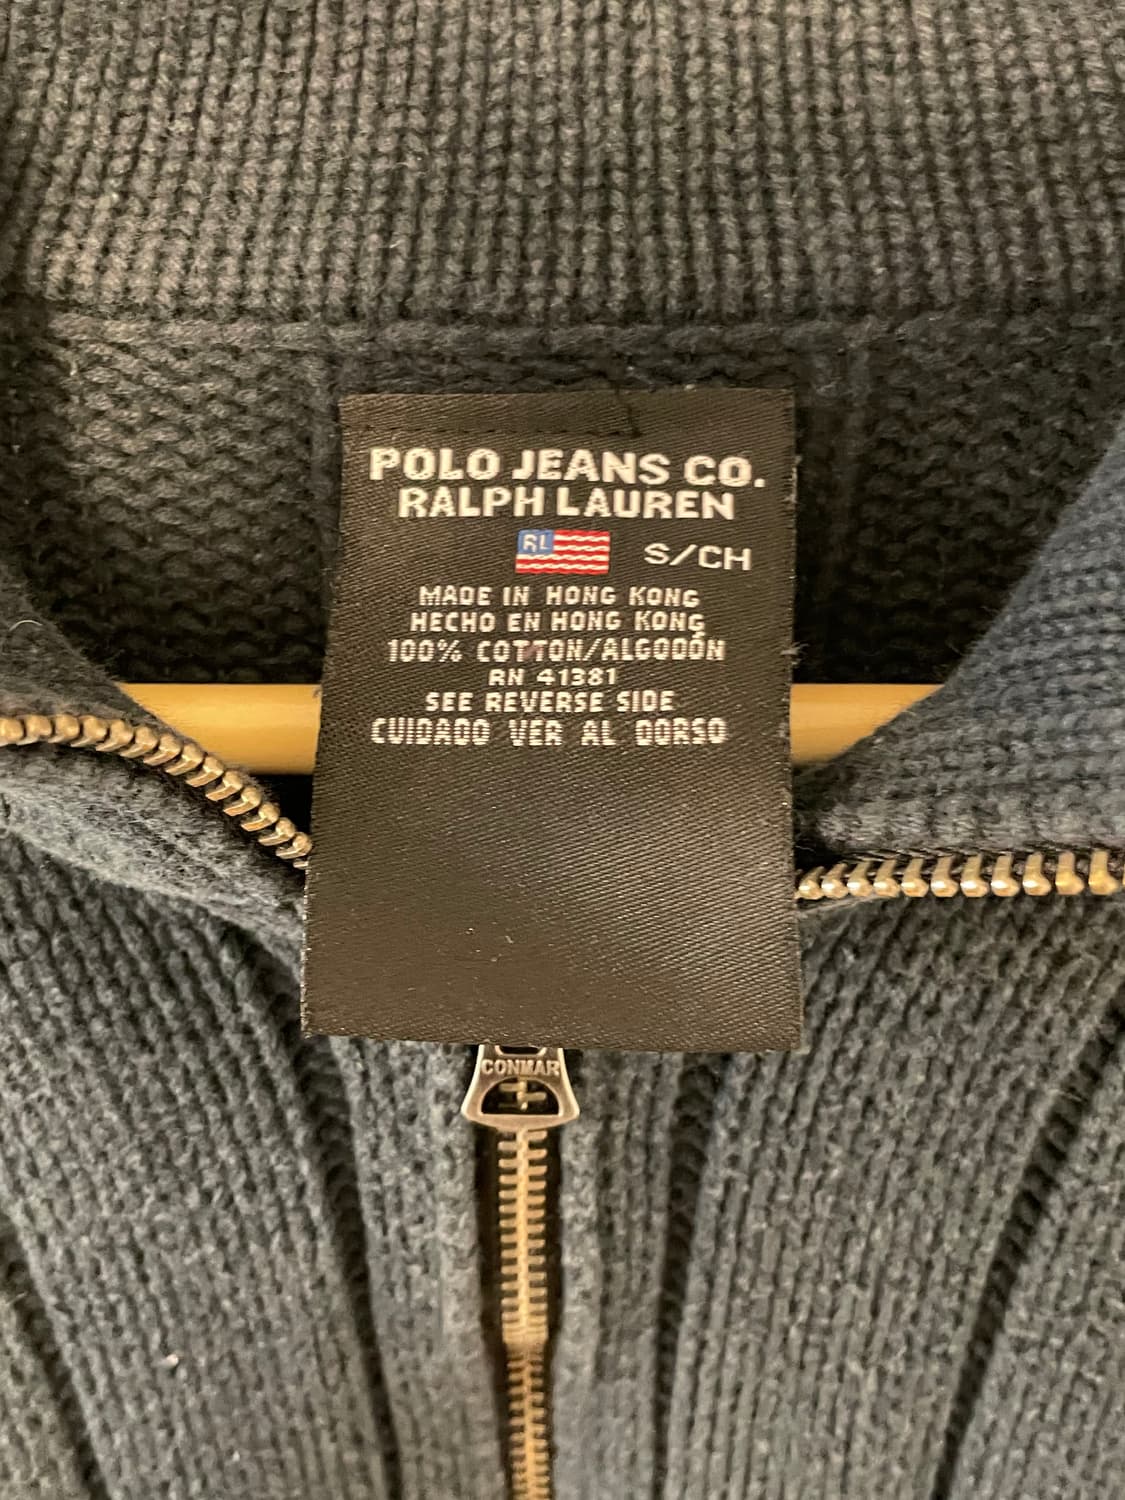 POLO JEANS CO.
RALPH LAUREN
RL S/CH
MADE IN HONG KONG
HECHO EN HONG KONG
100% COTTON/ALGODÓN
RN 41381
SEE REVERSE SIDE
CUIDADO VER AL DORSO
CONMAR